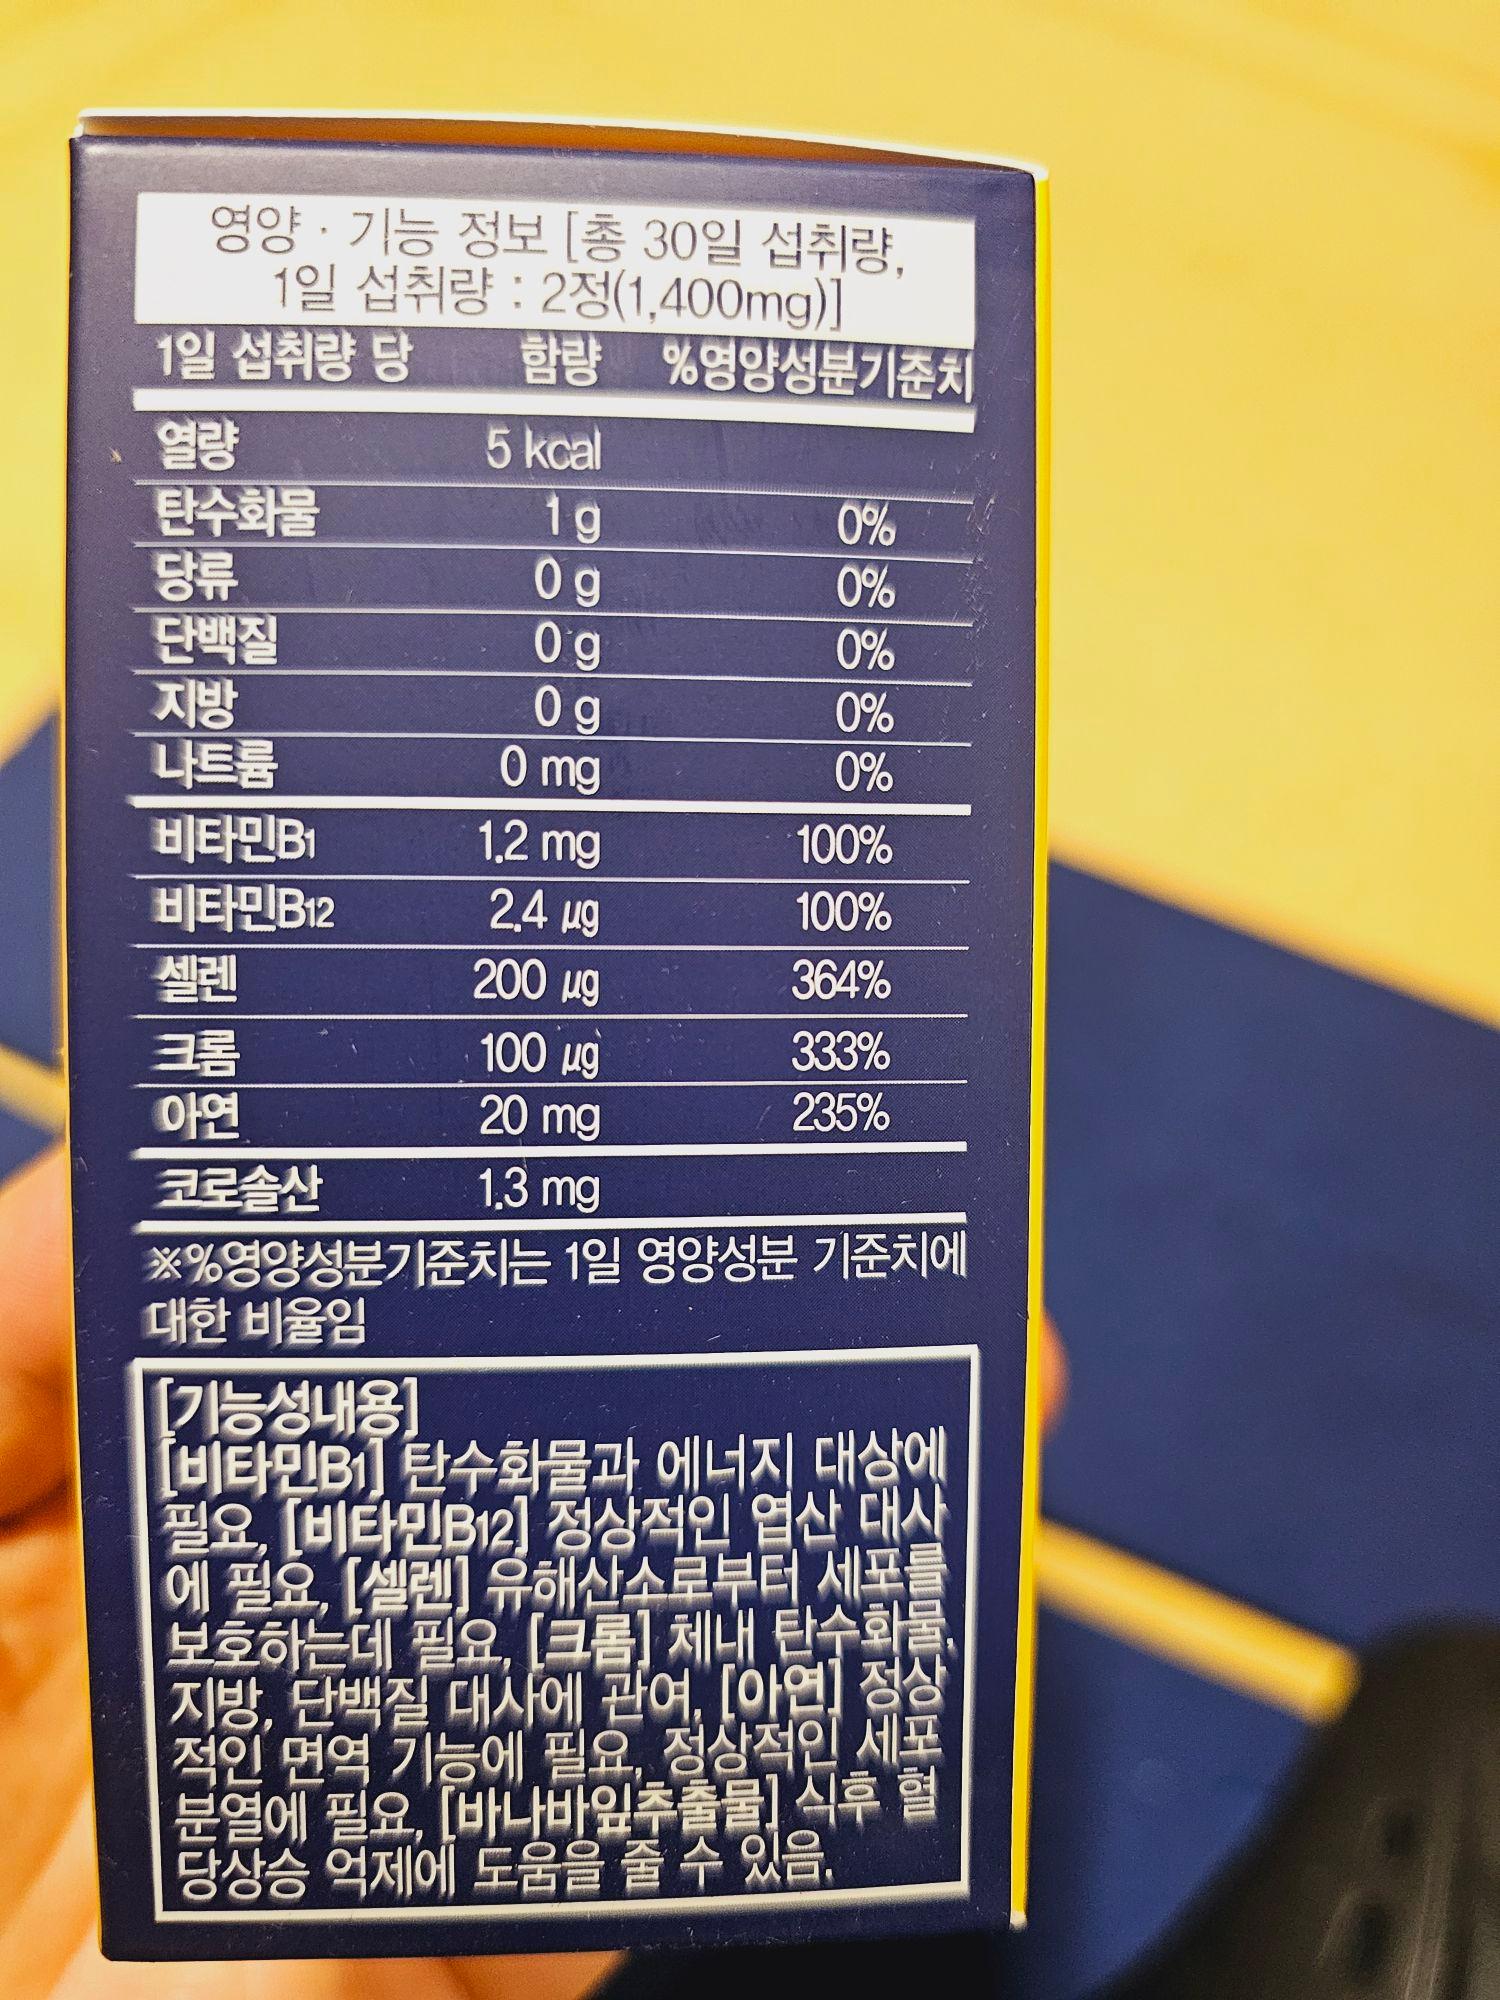 영양 · 기능 정보 [총 30일 섭취량,
1일 섭취량 : 2정(1,400mg)]
1일 섭취량 당 함량 %영양성분기준치
열량 5 kcal
탄수화물 1 g 0%
당류 0 g 0%
단백질 0 g 0%
지방 0 g 0%
나트륨 0 mg 0%
비타민B1 1.2 mg 100%
비타민B12 2.4 μg 100%
셀렌 200 μg 364%
크롬 100 μg 333%
아연 20 mg 235%
코로솔산 1.3 mg
※%영양성분기준치는 1일 영양성분 기준치에
대한 비율임
[기능성내용]
[비타민B1] 탄수화물과 에너지 대상에
필요, [비타민B12] 정상적인 엽산 대사
에 필요, [셀렌] 유해산소로부터 세포를
보호하는데 필요, [크롬] 체내 탄수화물,
지방, 단백질 대사에 관여, [아연] 정상
적인 면역 기능에 필요, 정상적인 세포
분열에 필요, [바나바잎추출물] 식후 혈
당상승 억제에 도움을 줄 수 있음.